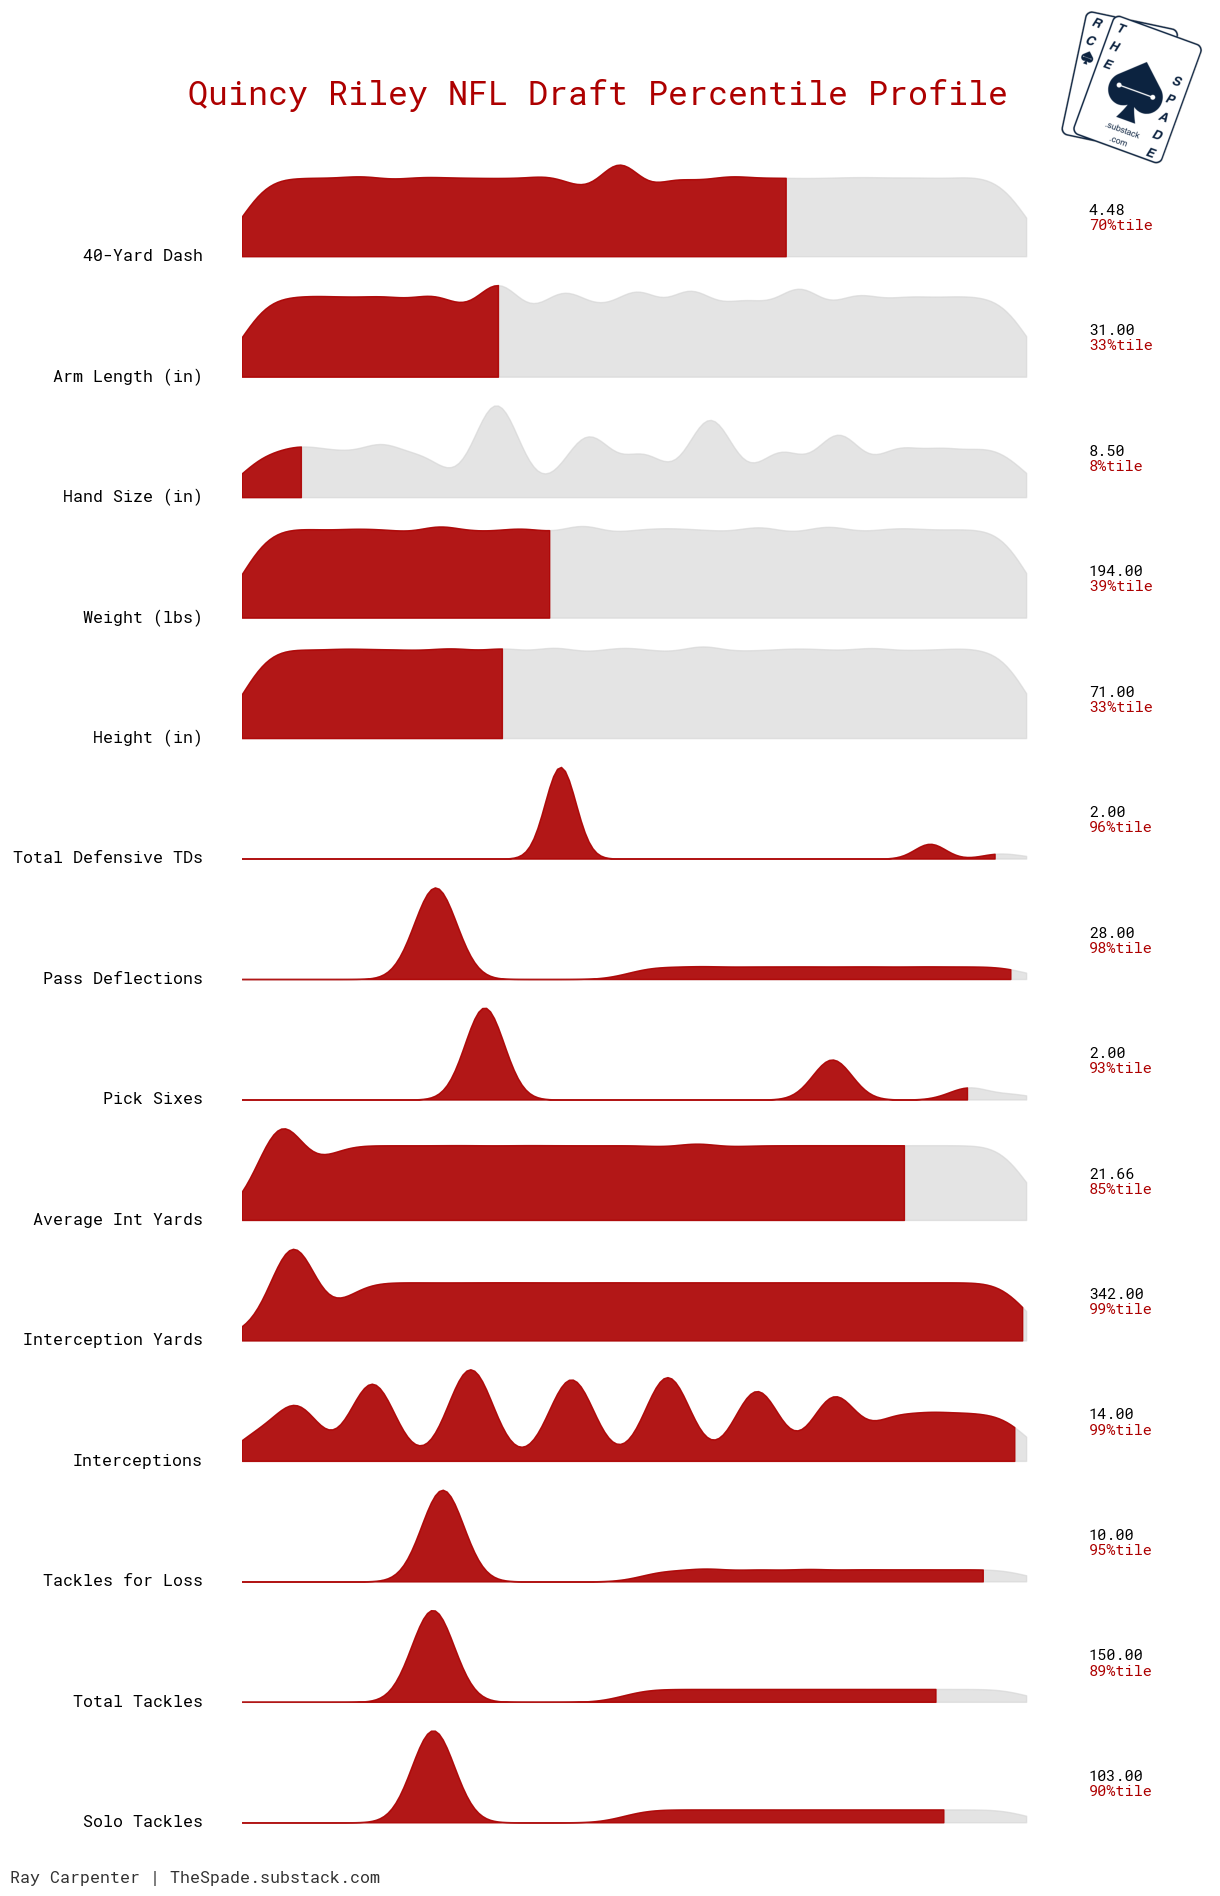 RC
THE
SPADE
.substack
.com
Quincy Riley NFL Draft Percentile Profile
40-Yard Dash
4.48
70%tile
Arm Length (in)
31.00
33%tile
Hand Size (in)
8.50
8%tile
Weight (lbs)
194.00
39%tile
Height (in)
71.00
33%tile
Total Defensive TDs
2.00
96%tile
Pass Deflections
28.00
98%tile
Pick Sixes
2.00
93%tile
Average Int Yards
21.66
85%tile
Interception Yards
342.00
99%tile
Interceptions
14.00
99%tile
Tackles for Loss
10.00
95%tile
Total Tackles
150.00
89%tile
Solo Tackles
103.00
90%tile
Ray Carpenter | TheSpade.substack.com